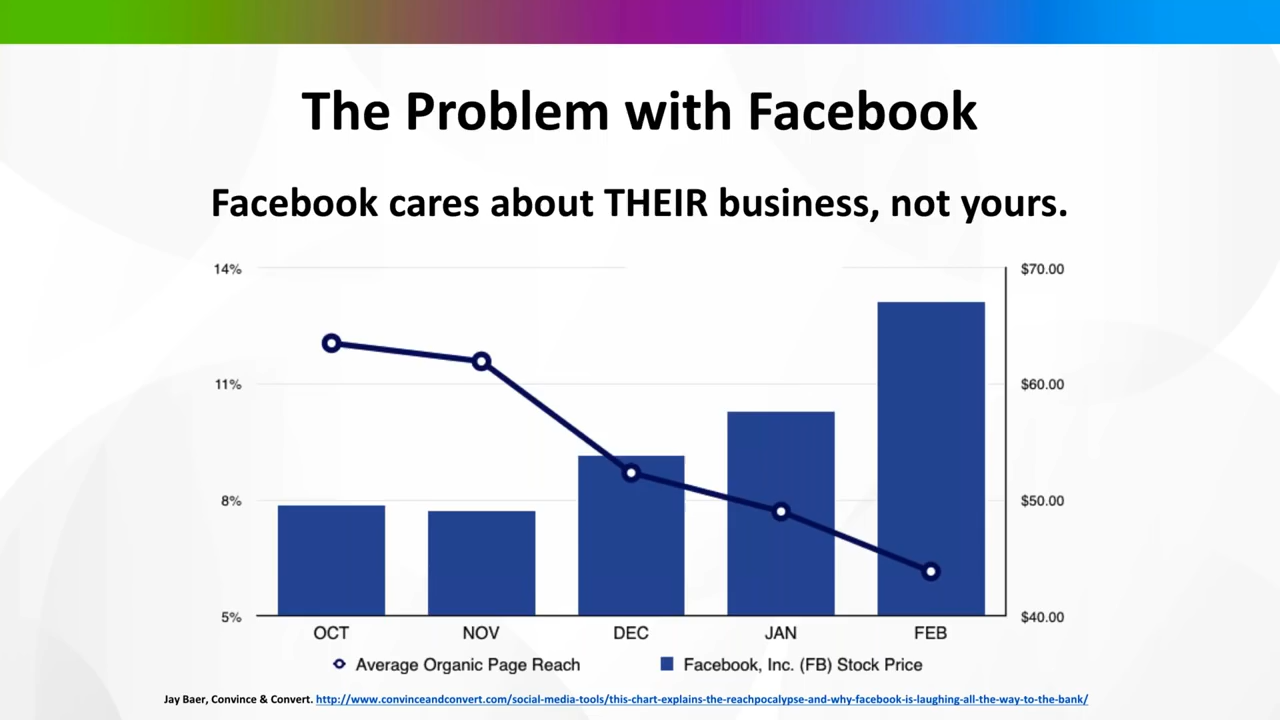 The Problem with Facebook
Facebook cares about THEIR business, not yours.
14%
$70.00
11%
$60.00
8%
$50.00
5%
$40.00
OCT
NOV
DEC
JAN
FEB
Average Organic Page Reach
Facebook, Inc. (FB) Stock Price
Jay Baer, Convince & Convert. http://www.convinceandconvert.com/social-media-tools/this-chart-explains-the-reachpocalypse-and-why-facebook-is-laughing-all-the-way-to-the-bank/